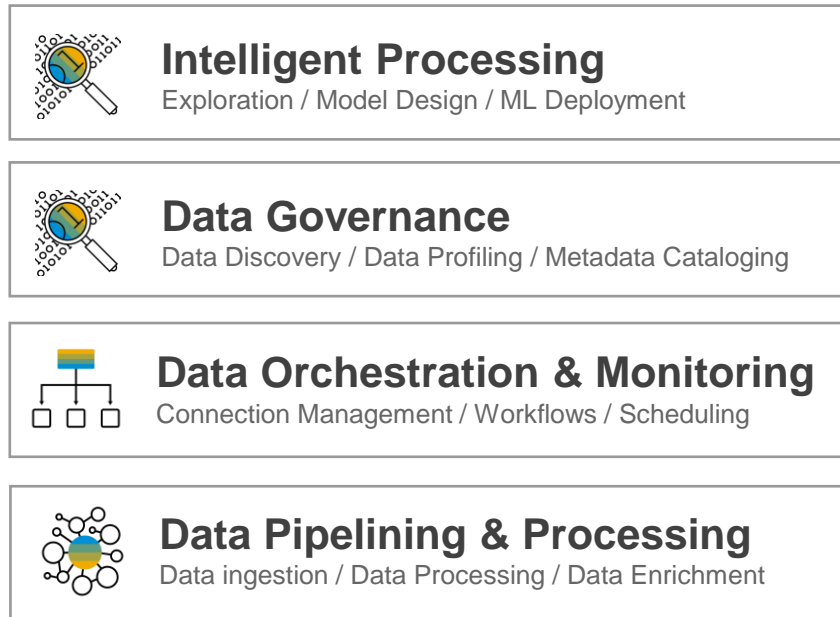 Intelligent Processing
Exploration / Model Design / ML Deployment
Data Governance
Data Discovery / Data Profiling / Metadata Cataloging
Data Orchestration & Monitoring
Connection Management / Workflows / Scheduling
Data Pipelining & Processing
Data ingestion / Data Processing / Data Enrichment